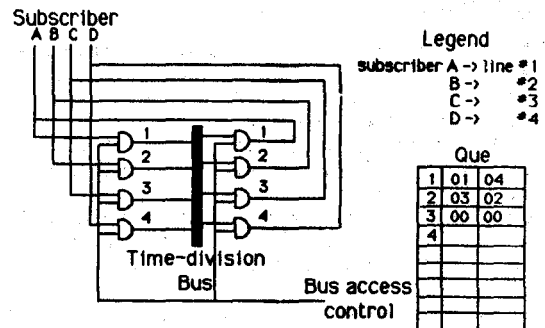 Subscriber
A B C D
Legend
subscriber A -> line #1
B -> #2
C -> #3
D -> #4
1 1
2 2
3 3
4 4
Time-division
Bus
Bus access
control
Que
1 01 04
2 03 02
3 00 00
4